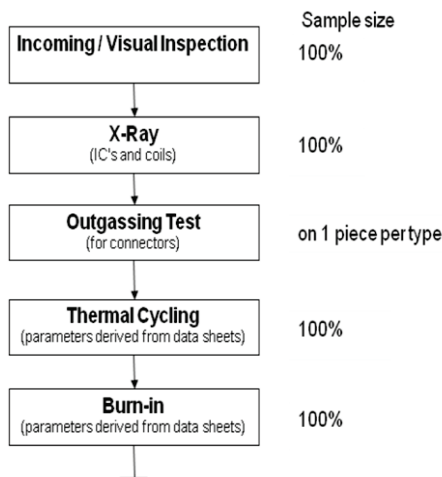 Sample size
Incoming / Visual Inspection
100%
X-Ray
(IC's and coils)
100%
Outgassing Test
(for connectors)
on 1 piece per type
Thermal Cycling
(parameters derived from data sheets)
100%
Burn-in
(parameters derived from data sheets)
100%